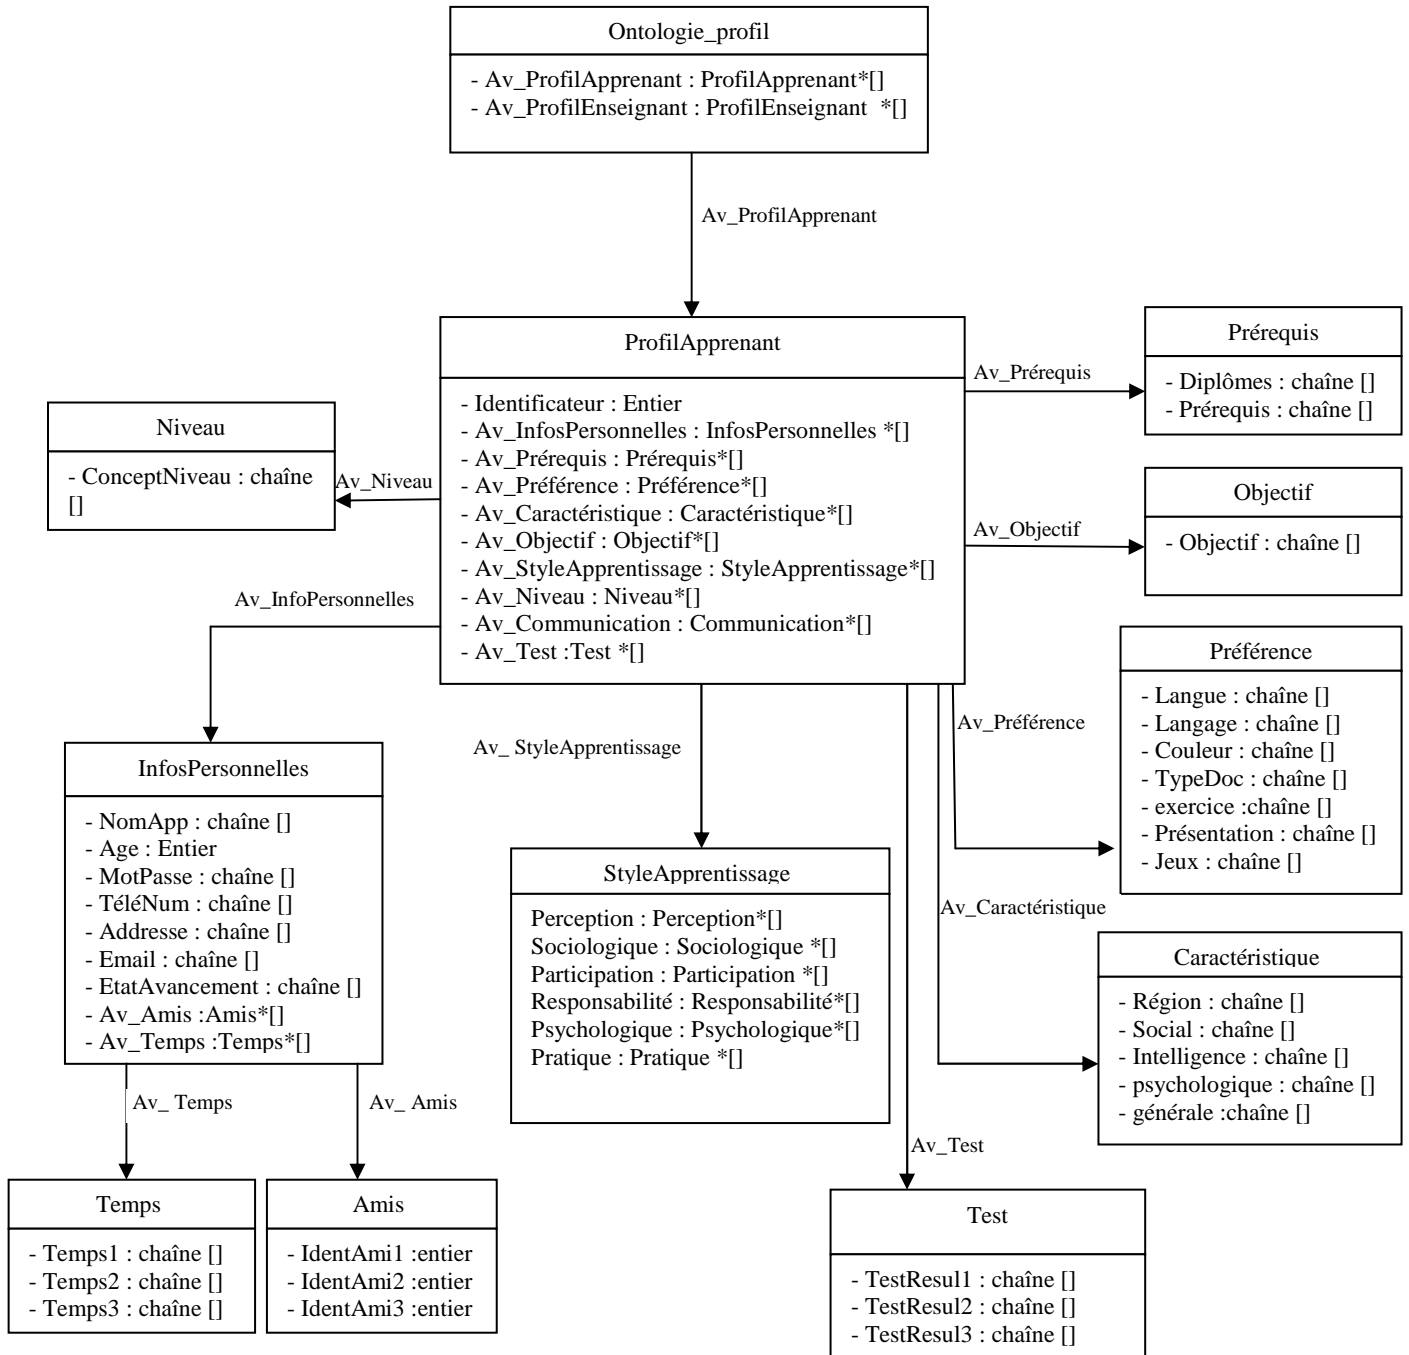 Ontologie_profil
- Av_ProfilApprenant : ProfilApprenant*[]
- Av_ProfilEnseignant : ProfilEnseignant *[]
Av_ProfilApprenant
ProfilApprenant
- Identificateur : Entier
- Av_InfosPersonnelles : InfosPersonnelles *[]
- Av_Prérequis : Prérequis*[]
- Av_Préférence : Préférence*[]
- Av_Caractéristique : Caractéristique*[]
- Av_Objectif : Objectif*[]
- Av_StyleApprentissage : StyleApprentissage*[]
- Av_Niveau : Niveau*[]
- Av_Communication : Communication*[]
- Av_Test :Test *[]
Av_Prérequis
Prérequis
- Diplômes : chaîne []
- Prérequis : chaîne []
Niveau
- ConceptNiveau : chaîne
[]
Av_Niveau
Av_Objectif
Objectif
- Objectif : chaîne []
Av_InfoPersonnelles
Av_Préférence
Préférence
- Langue : chaîne []
- Langage : chaîne []
- Couleur : chaîne []
- TypeDoc : chaîne []
- exercice :chaîne []
- Présentation : chaîne []
- Jeux : chaîne []
InfosPersonnelles
- NomApp : chaîne []
- Age : Entier
- MotPasse : chaîne []
- TéléNum : chaîne []
- Addresse : chaîne []
- Email : chaîne []
- EtatAvancement : chaîne []
- Av_Amis :Amis*[]
- Av_Temps :Temps*[]
Av_ StyleApprentissage
StyleApprentissage
Perception : Perception*[]
Sociologique : Sociologique *[]
Participation : Participation *[]
Responsabilité : Responsabilité*[]
Psychologique : Psychologique*[]
Pratique : Pratique *[]
Av_Caractéristique
Caractéristique
- Région : chaîne []
- Social : chaîne []
- Intelligence : chaîne []
- psychologique : chaîne []
- générale :chaîne []
Av_ Temps
Av_ Amis
Av_Test
Temps
- Temps1 : chaîne []
- Temps2 : chaîne []
- Temps3 : chaîne []
Amis
- IdentAmi1 :entier
- IdentAmi2 :entier
- IdentAmi3 :entier
Test
- TestResul1 : chaîne []
- TestResul2 : chaîne []
- TestResul3 : chaîne []